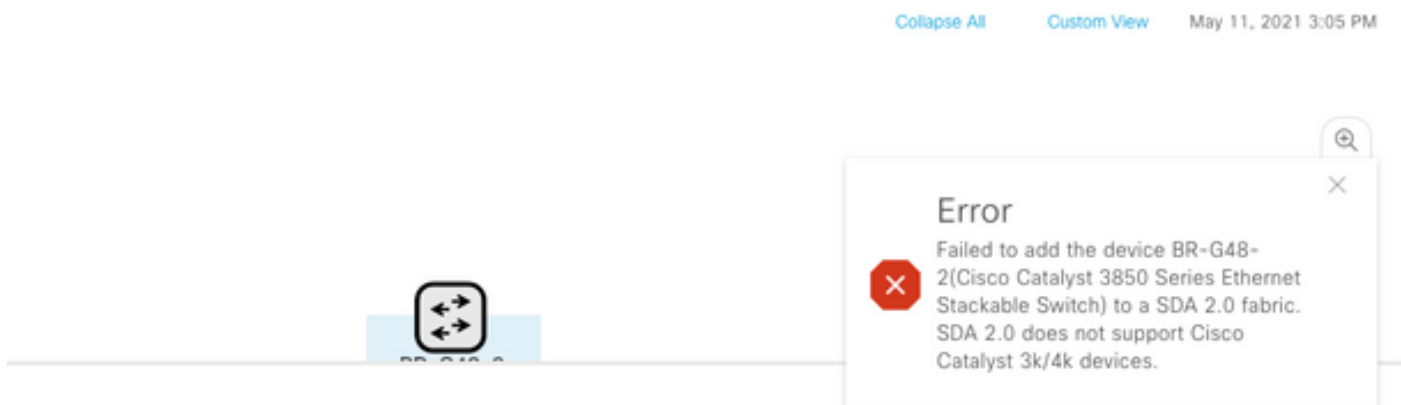 Collapse All Custom View May 11, 2021 3:05 PM
Error
Failed to add the device BR-G48-
2(Cisco Catalyst 3850 Series Ethernet
Stackable Switch) to a SDA 2.0 fabric.
SDA 2.0 does not support Cisco
Catalyst 3k/4k devices.